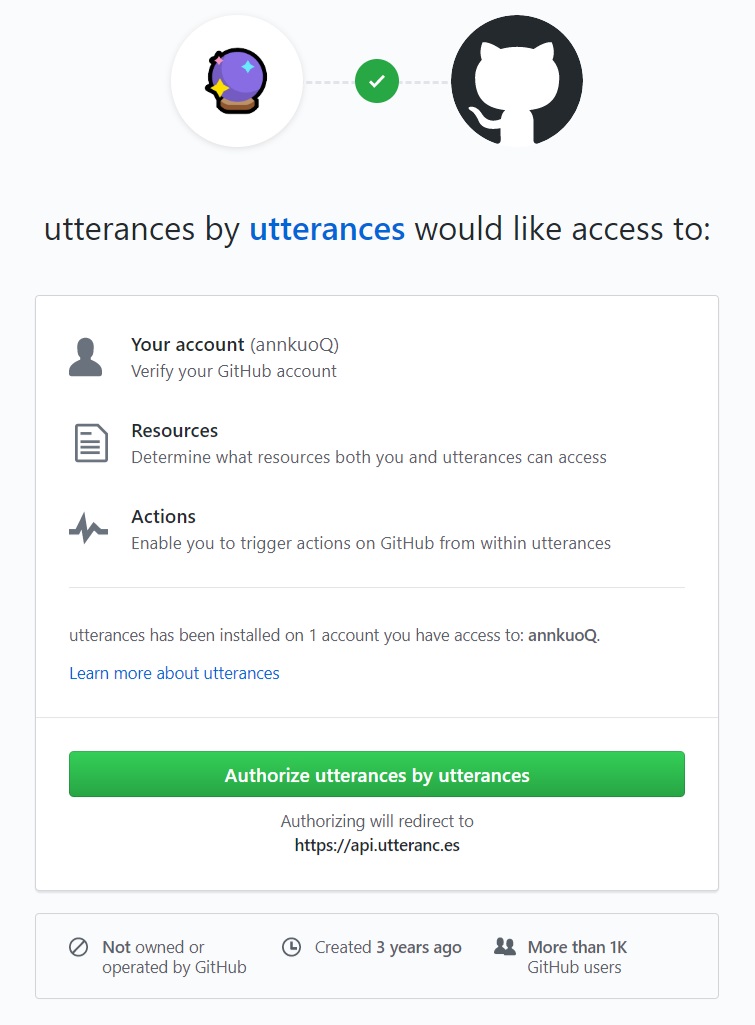 utterances by utterances would like access to:
Your account (annkuoQ)
Verify your GitHub account
Resources
Determine what resources both you and utterances can access
Actions
Enable you to trigger actions on GitHub from within utterances
utterances has been installed on 1 account you have access to: annkuoQ.
Learn more about utterances
Authorize utterances by utterances
Authorizing will redirect to
https://api.utteranc.es
Not owned or
operated by GitHub
Created 3 years ago
More than 1K
GitHub users